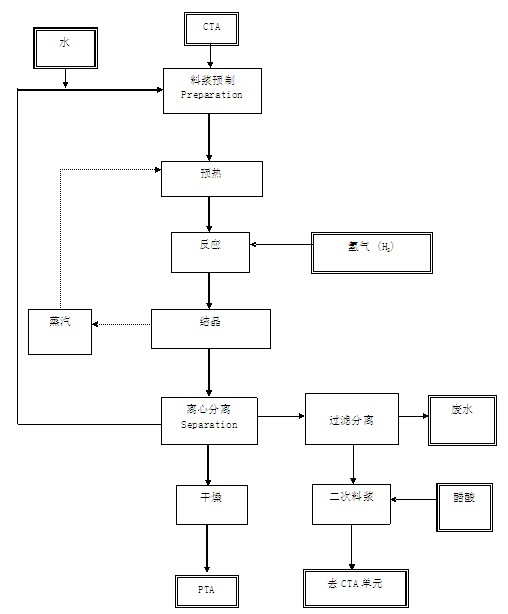 CTA
水
料浆预制
Preparation
预热
反应
氢气（H₂）
蒸汽
结晶
离心分离
Separation
过滤分离
废水
干燥
二次料浆
醋酸
PTA
去CTA单元